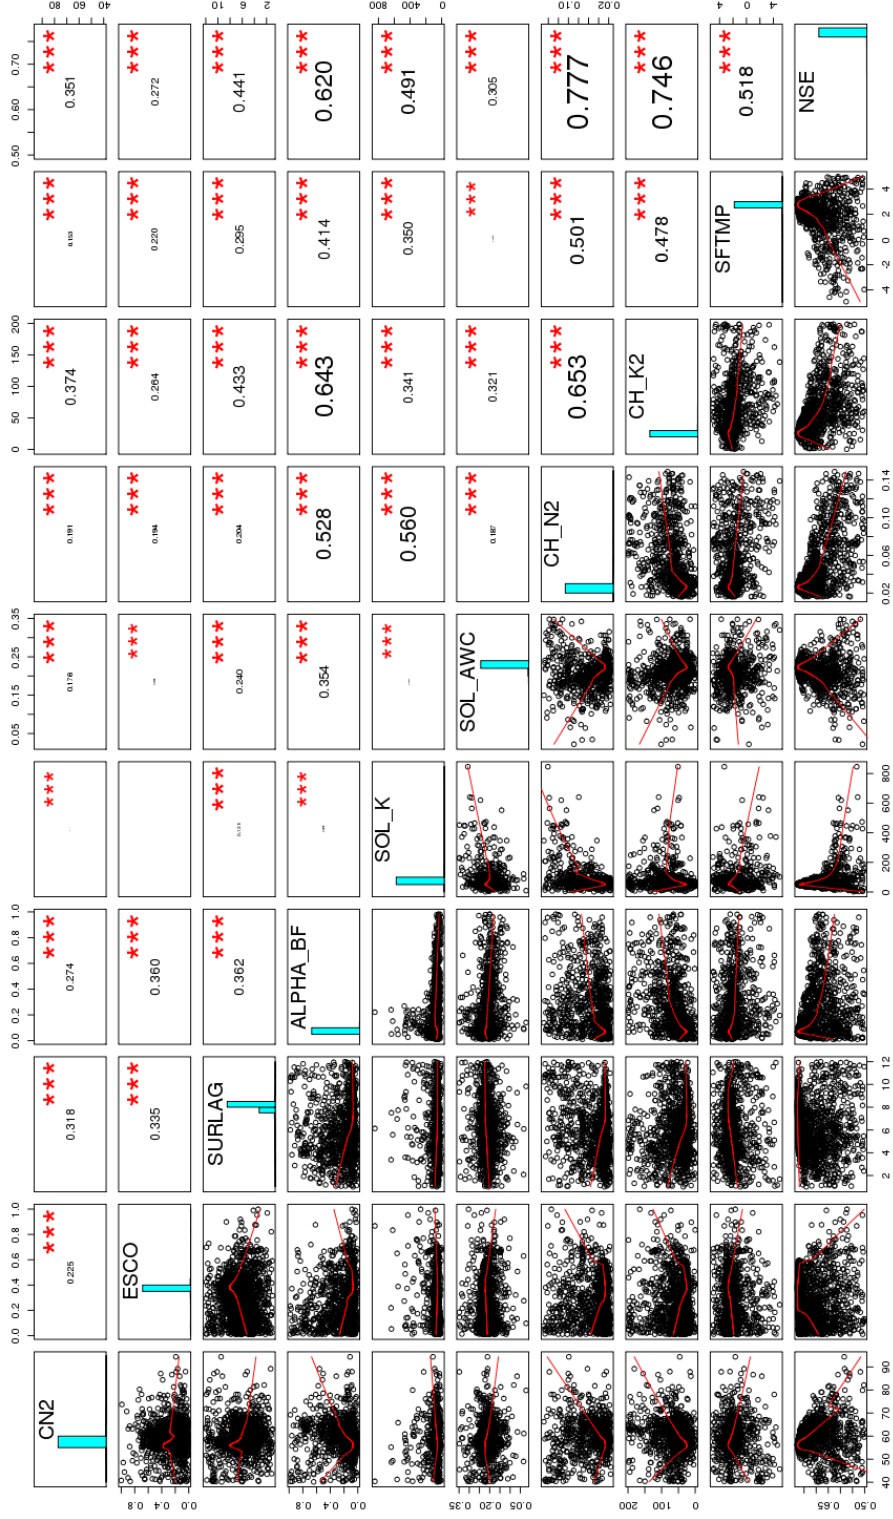 0.0 0.2 0.4 0.6 0.8 1.0
0.0 0.2 0.4 0.6 0.8 1.0
0.05 0.15 0.25 0.35
0 50 100 150 200
0.50 0.60 0.70
CN2 0.225 *** 0.318 *** 0.274 *** *** 0.178 *** 0.191 *** 0.374 *** 0.153 *** 0.351 ***
40 60 80
0.0 0.4 0.8
ESCO 0.335 *** 0.360 *** *** 0.194 *** 0.264 *** 0.220 *** 0.272 ***
SURLAG 0.362 *** *** 0.240 *** 0.204 *** 0.433 *** 0.295 *** 0.441 ***
2 6 10
0.0 0.4 0.8
ALPHA_BF *** 0.354 *** 0.528 *** 0.643 *** 0.414 *** 0.620 ***
SOL_K *** 0.560 *** 0.341 *** 0.350 *** 0.491 ***
0 400 800
0.05 0.20 0.35
SOL_AWC 0.187 *** 0.321 *** *** 0.305 ***
CH_N2 0.653 *** 0.501 *** 0.777 ***
0.10 0.20
0 100 200
CH_K2 0.478 *** 0.746 ***
SFTMP 0.518 ***
4 0 4
0.50 0.65
NSE
40 50 60 70 80 90
2 4 6 8 10 12
0 200 400 600 800
0.02 0.06 0.10 0.14
4 -2 0 2 4